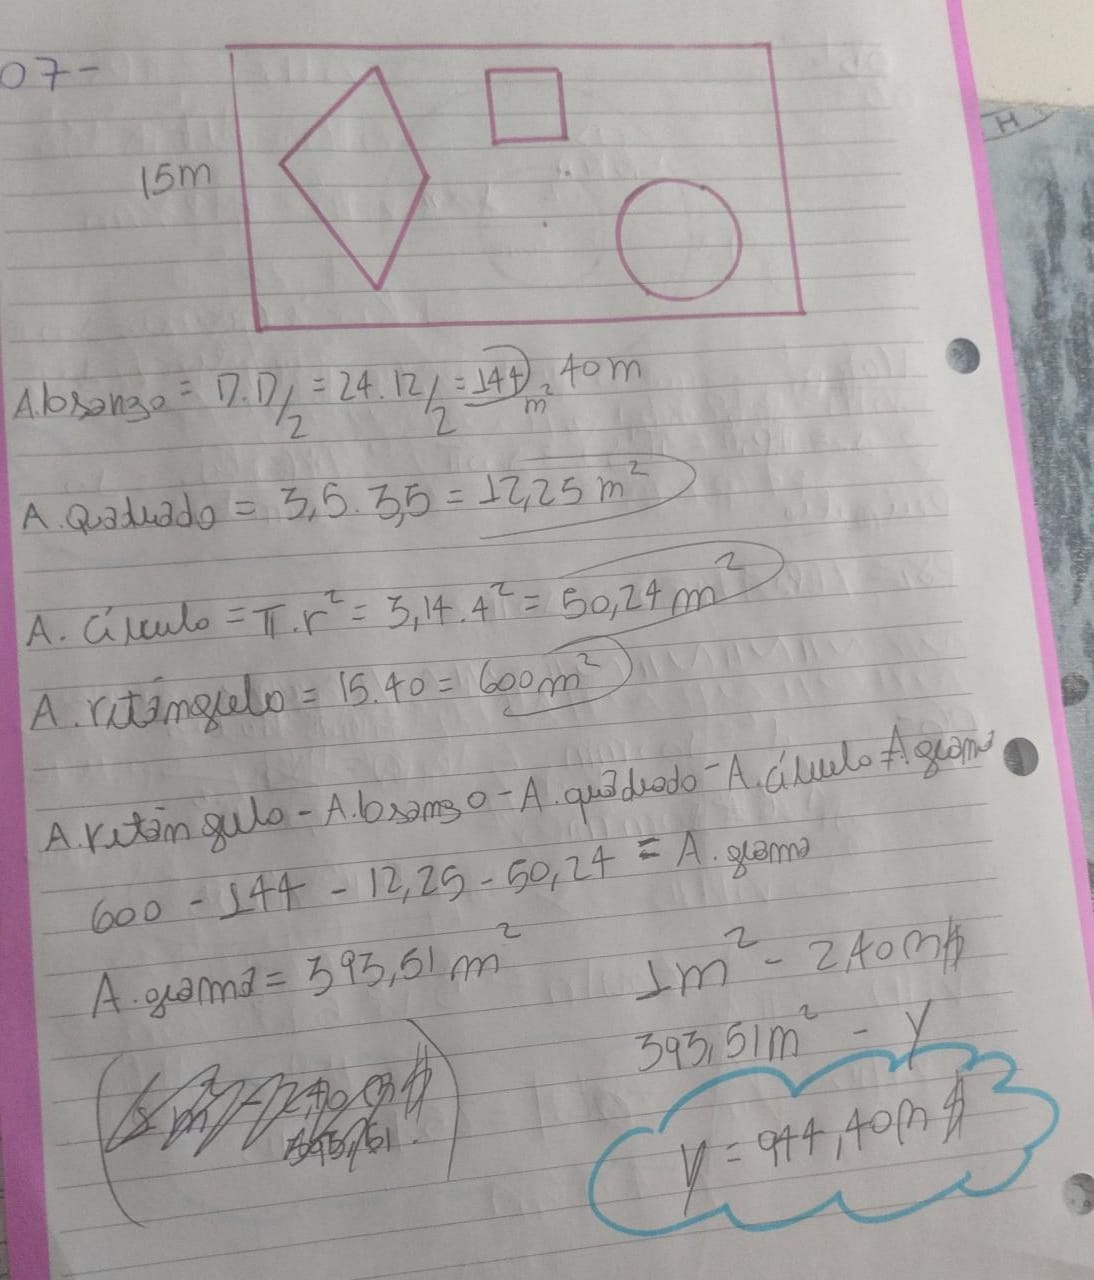 07-
15m
A.losango = D.D/2 = 24.12/2 = 144 m² 40m
A.quadrado = 3,5.3,5 = 12,25 m²
A. Círculo = π.r² = 3,14.4² = 50,24 m²
A. retângulo = 15.40 = 600 m²
A.retângulo - A.losango - A.quadrado - A.círculo = A grama
600 - 144 - 12,25 - 50,24 = A.grama
A.grama = 393,51 m²
1m² - 2,40
393,51m² - y
y = 944,40
H